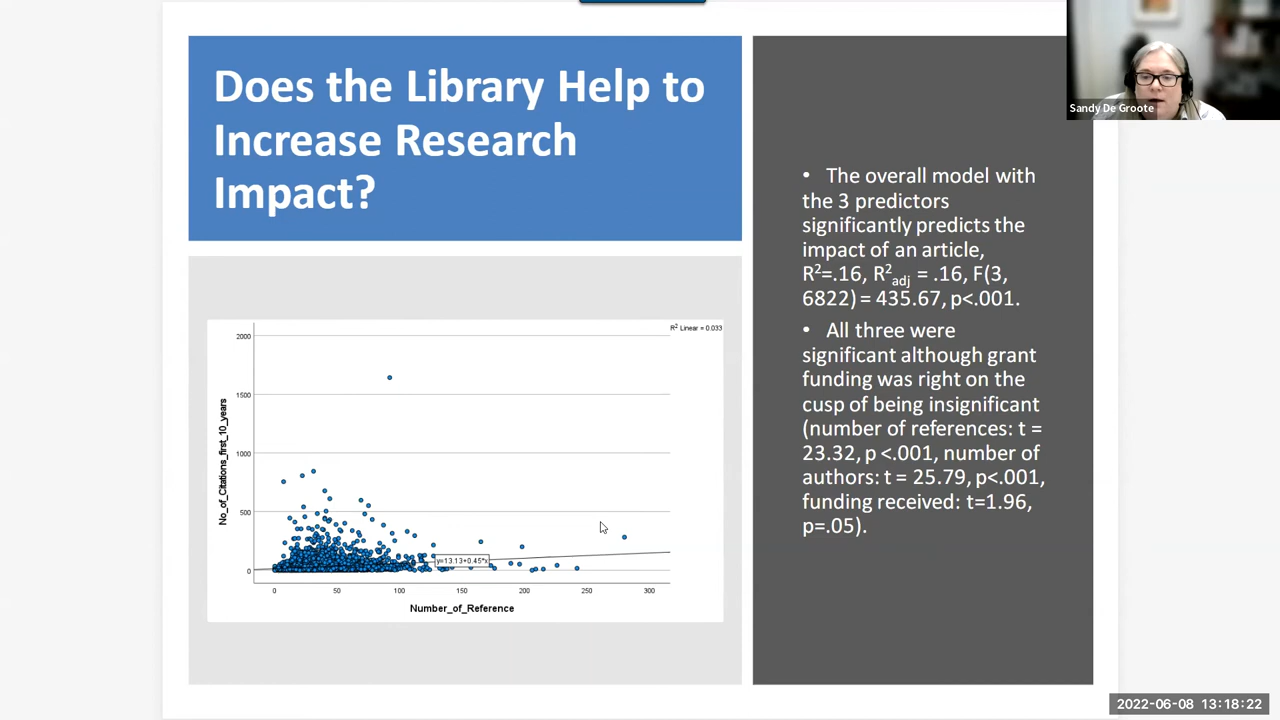 Does the Library Help to
Increase Research
Impact?
Sandy De Groote
• The overall model with
the 3 predictors
significantly predicts the
impact of an article,
R²=.16, R²adj = .16, F(3,
6822) = 435.67, p<.001.
• All three were
significant although grant
funding was right on the
cusp of being insignificant
(number of references: t =
23.32, p <.001, number of
authors: t = 25.79, p<.001,
funding received: t=1.96,
p=.05).
R² Linear = 0.033
No_of_Citations_first_10_years
2000
1500
1000
500
0
y=13.13+0.45*x
0 50 100 150 200 250 300
Number_of_Reference
2022-06-08 13:18:22